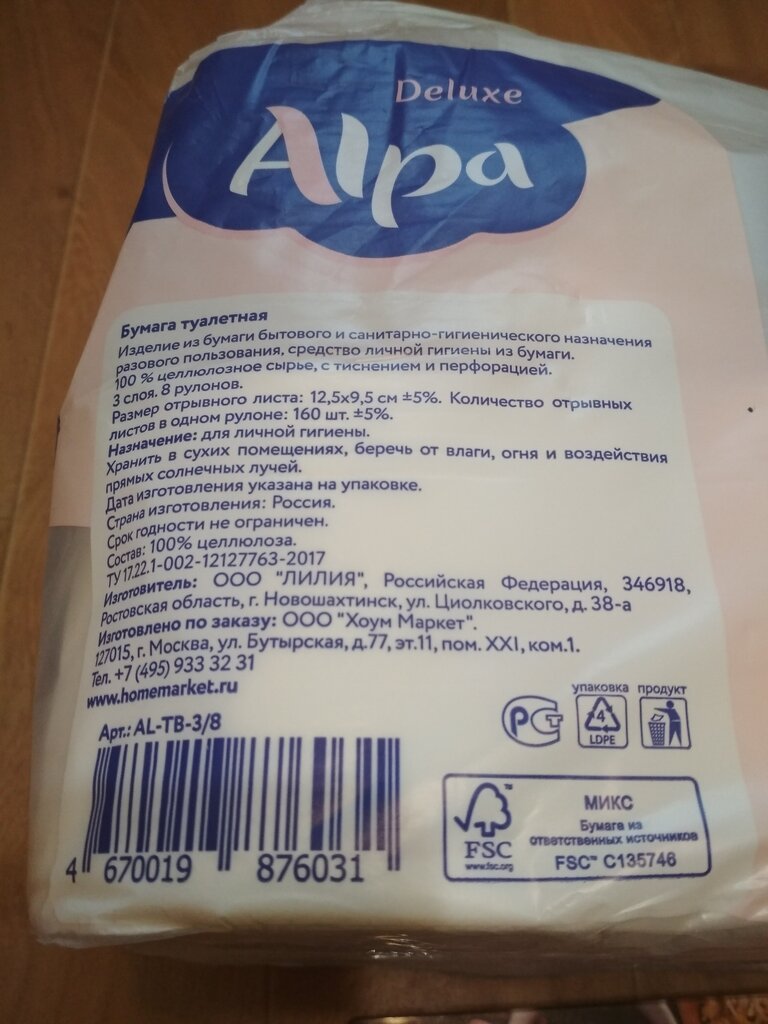 Deluxe
Alpa
Бумага туалетная
Изделие из бумаги бытового и санитарно-гигиенического назначения
разового пользования, средство личной гигиены из бумаги.
100 % целлюлозное сырье, с тиснением и перфорацией.
3 слоя. 8 рулонов.
Размер отрывного листа: 12,5х9,5 см ±5%. Количество отрывных
листов в одном рулоне: 160 шт. ±5%.
Назначение: для личной гигиены.
Хранить в сухих помещениях, беречь от влаги, огня и воздействия
прямых солнечных лучей.
Дата изготовления указана на упаковке.
Страна изготовления: Россия.
Срок годности не ограничен.
Состав: 100% целлюлоза.
ТУ 17.22.1-002-12127763-2017
Изготовитель: ООО "ЛИЛИЯ", Российская Федерация, 346918,
Ростовская область, г. Новошахтинск, ул. Циолковского, д. 38-а
Изготовлено по заказу: ООО "Хоум Маркет".
127015, г. Москва, ул. Бутырская, д.77, эт.11, пом. XXI, ком.1.
Тел. +7 (495) 933 32 31
www.homemarket.ru
упаковка продукт
РСТ
4
LDPE
Арт.: AL-TB-3/8
4 670019 876031
FSC
www.fsc.org
МИКС
Бумага из
ответственных источников
FSC™ C135746